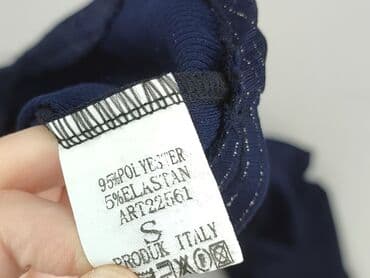 95%POLYESTER
5%ELASTAN
ART22561
S
PRODUK ITALY